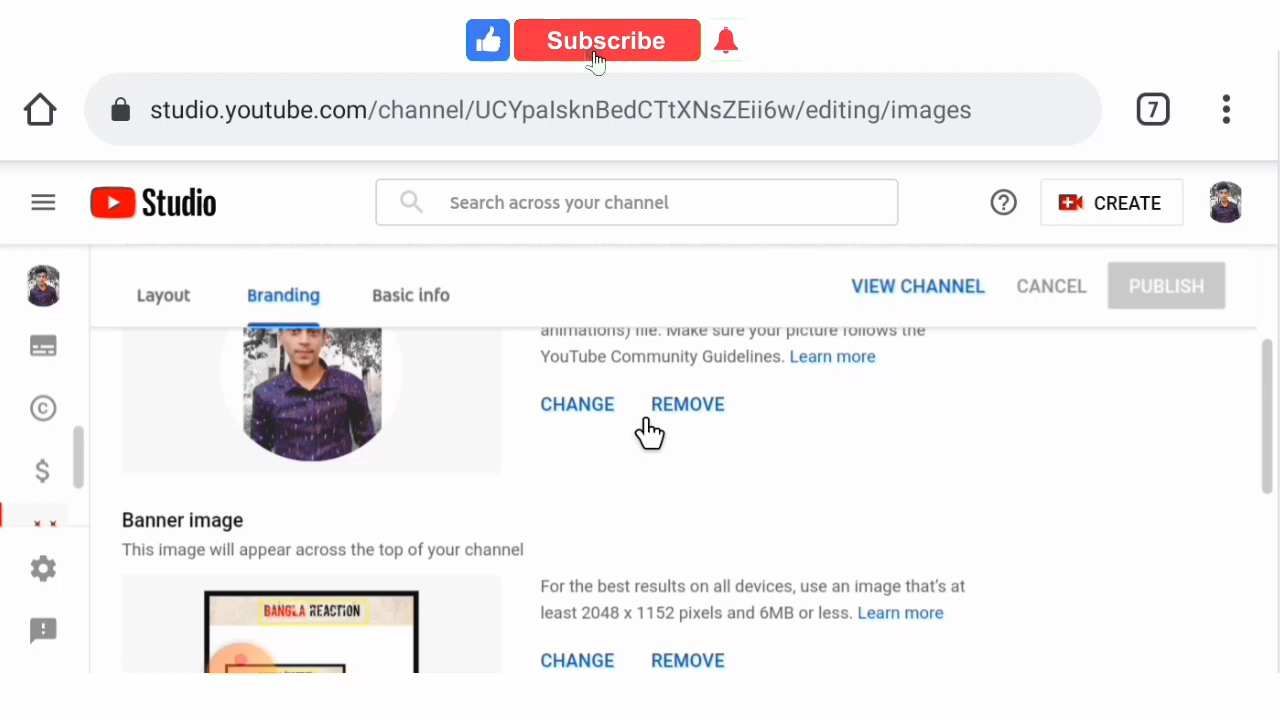 Subscribe
studio.youtube.com/channel/UCYpaIsknBedCTtXNsZEii6w/editing/images
7
Studio
Search across your channel
CREATE
Layout
Branding
Basic info
VIEW CHANNEL
CANCEL
PUBLISH
animations) file. Make sure your picture follows the
YouTube Community Guidelines. Learn more
CHANGE
REMOVE
Banner image
This image will appear across the top of your channel
For the best results on all devices, use an image that's at
least 2048 x 1152 pixels and 6MB or less. Learn more
BANGLA REACTION
CHANGE
REMOVE